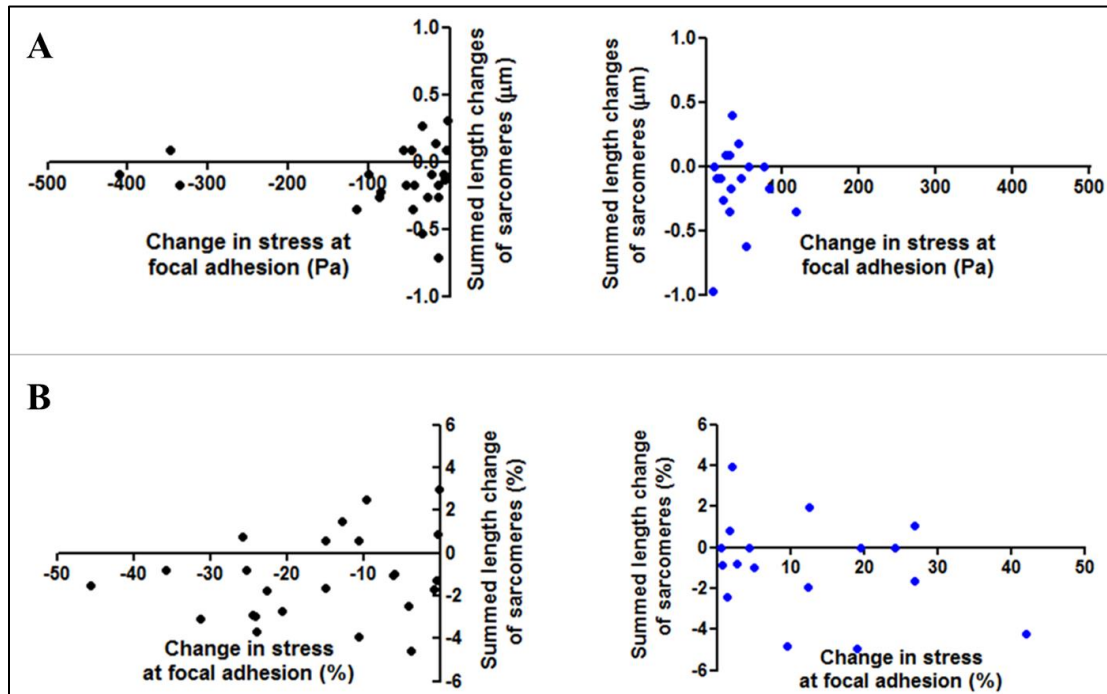 A
Summed length changes
of sarcomeres (μm)
1.0
0.5
0.0
-0.5
-1.0
-500 -400 -300 -200 -100
Change in stress at
focal adhesion (Pa)
Summed length changes
of sarcomeres (μm)
1.0
0.5
0.0
-0.5
-1.0
100 200 300 400 500
Change in stress at
focal adhesion (Pa)
B
Summed length change
of sarcomeres (%)
6
4
2
0
-2
-4
-6
-50 -40 -30 -20 -10
Change in stress
at focal adhesion (%)
Summed length change
of sarcomeres (%)
6
4
2
0
-2
-4
-6
10 20 30 40 50
Change in stress
at focal adhesion (%)